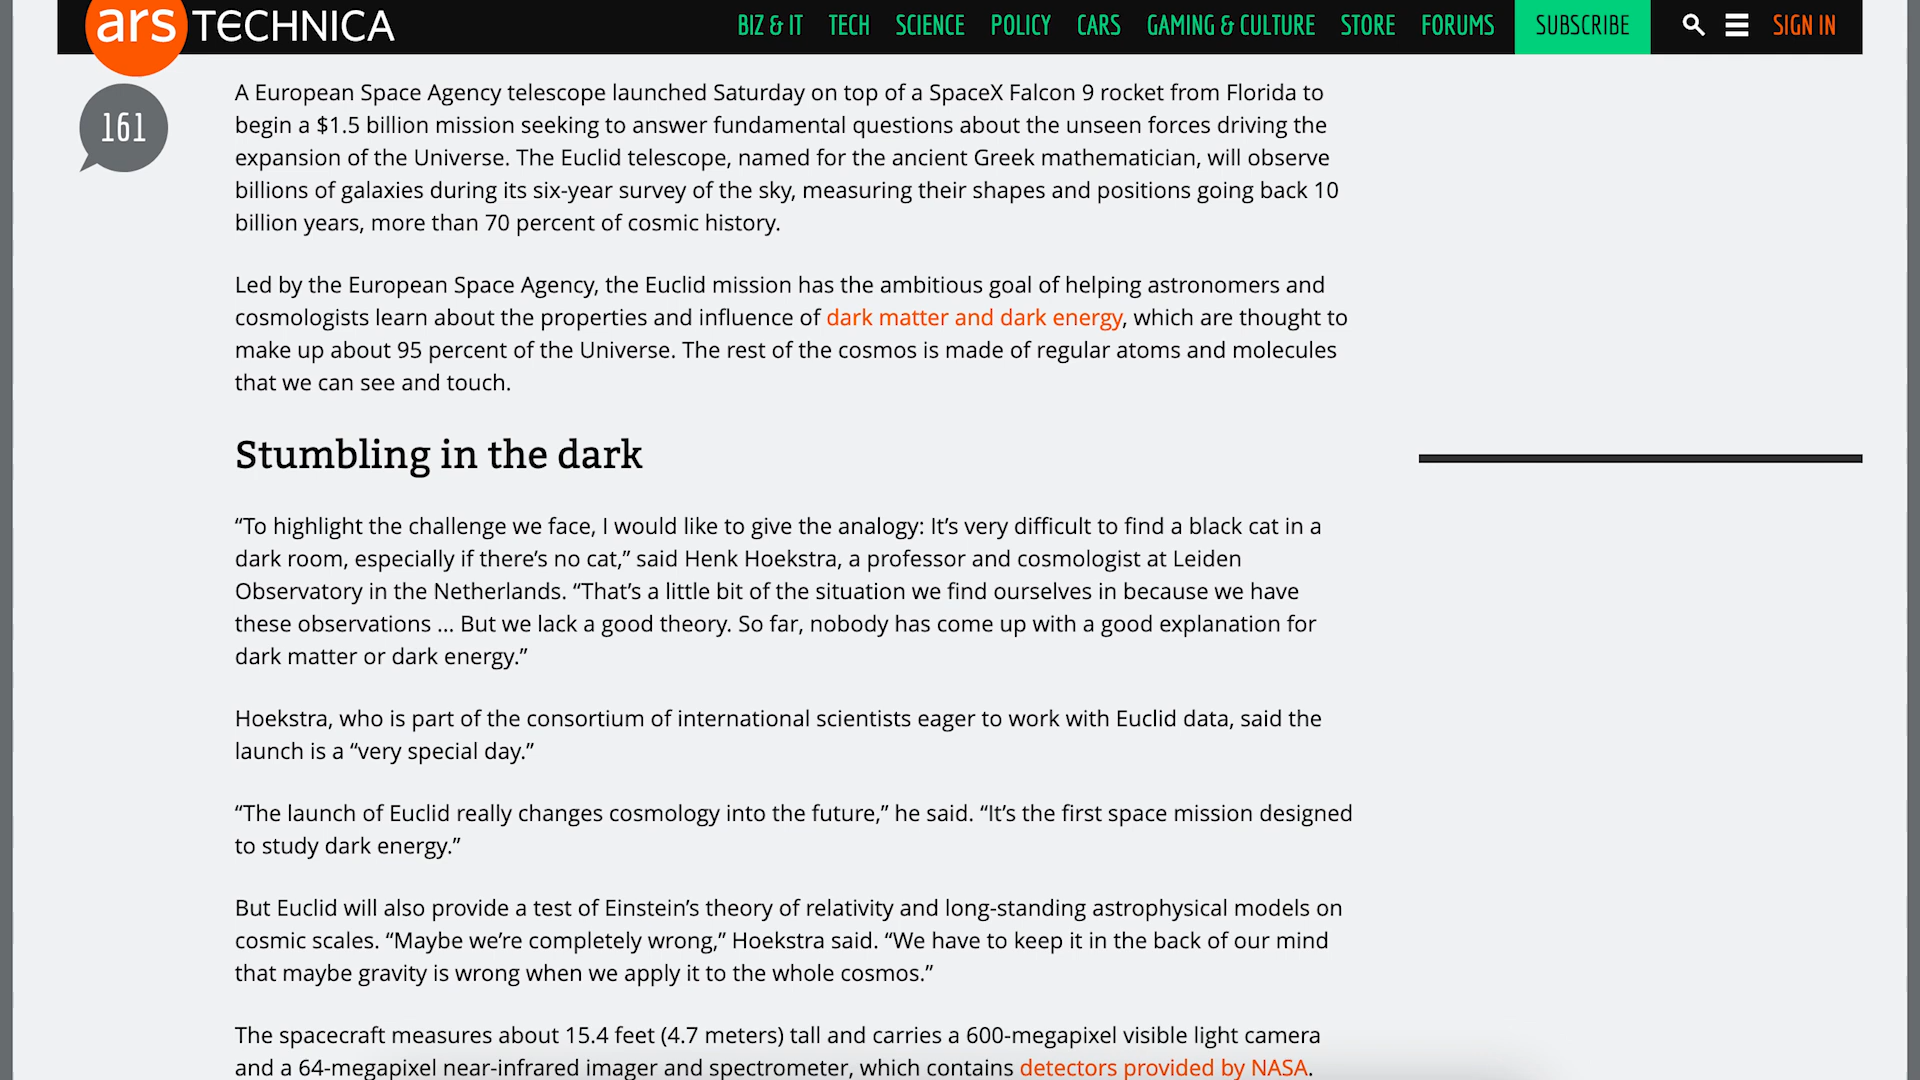 ars TECHNICA
BIZ & IT TECH SCIENCE POLICY CARS GAMING & CULTURE STORE FORUMS SUBSCRIBE SIGN IN
161
A European Space Agency telescope launched Saturday on top of a SpaceX Falcon 9 rocket from Florida to
begin a $1.5 billion mission seeking to answer fundamental questions about the unseen forces driving the
expansion of the Universe. The Euclid telescope, named for the ancient Greek mathematician, will observe
billions of galaxies during its six-year survey of the sky, measuring their shapes and positions going back 10
billion years, more than 70 percent of cosmic history.
Led by the European Space Agency, the Euclid mission has the ambitious goal of helping astronomers and
cosmologists learn about the properties and influence of dark matter and dark energy, which are thought to
make up about 95 percent of the Universe. The rest of the cosmos is made of regular atoms and molecules
that we can see and touch.
Stumbling in the dark
“To highlight the challenge we face, I would like to give the analogy: It’s very difficult to find a black cat in a
dark room, especially if there’s no cat,” said Henk Hoekstra, a professor and cosmologist at Leiden
Observatory in the Netherlands. “That’s a little bit of the situation we find ourselves in because we have
these observations ... But we lack a good theory. So far, nobody has come up with a good explanation for
dark matter or dark energy.”
Hoekstra, who is part of the consortium of international scientists eager to work with Euclid data, said the
launch is a “very special day.”
“The launch of Euclid really changes cosmology into the future,” he said. “It’s the first space mission designed
to study dark energy.”
But Euclid will also provide a test of Einstein’s theory of relativity and long-standing astrophysical models on
cosmic scales. “Maybe we’re completely wrong,” Hoekstra said. “We have to keep it in the back of our mind
that maybe gravity is wrong when we apply it to the whole cosmos.”
The spacecraft measures about 15.4 feet (4.7 meters) tall and carries a 600-megapixel visible light camera
and a 64-megapixel near-infrared imager and spectrometer, which contains detectors provided by NASA.